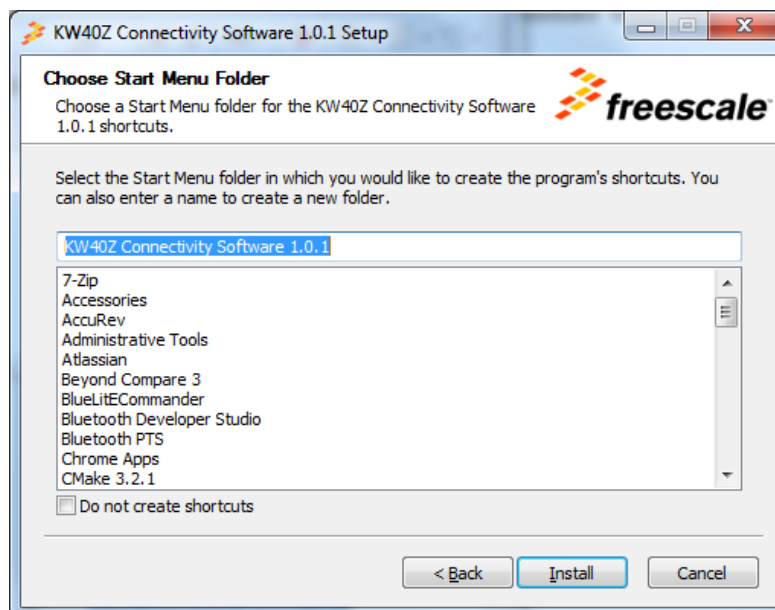 KW40Z Connectivity Software 1.0.1 Setup
Choose Start Menu Folder
Choose a Start Menu folder for the KW40Z Connectivity Software
1.0.1 shortcuts.
freescale™
Select the Start Menu folder in which you would like to create the program's shortcuts. You
can also enter a name to create a new folder.
KW40Z Connectivity Software 1.0.1
7-Zip
Accessories
AccuRev
Administrative Tools
Atlassian
Beyond Compare 3
BlueLitECommander
Bluetooth Developer Studio
Bluetooth PTS
Chrome Apps
CMake 3.2.1
Do not create shortcuts
< Back
Install
Cancel